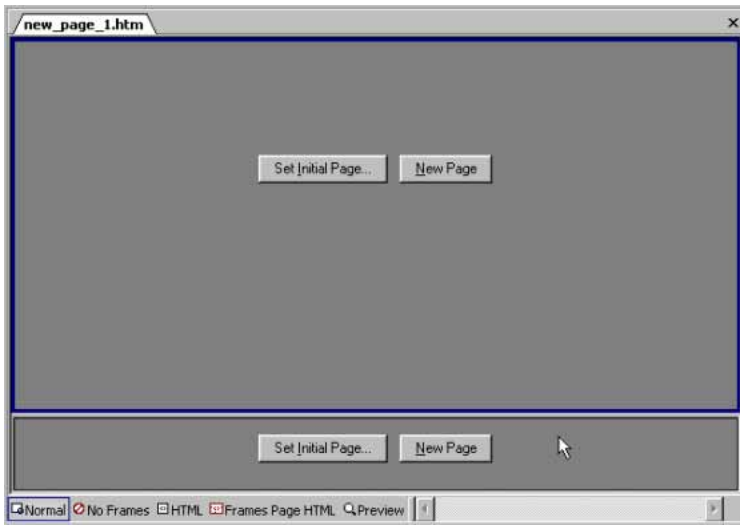 new_page_1.htm
Set Initial Page... New Page
Set Initial Page... New Page
Normal No Frames HTML Frames Page HTML Preview